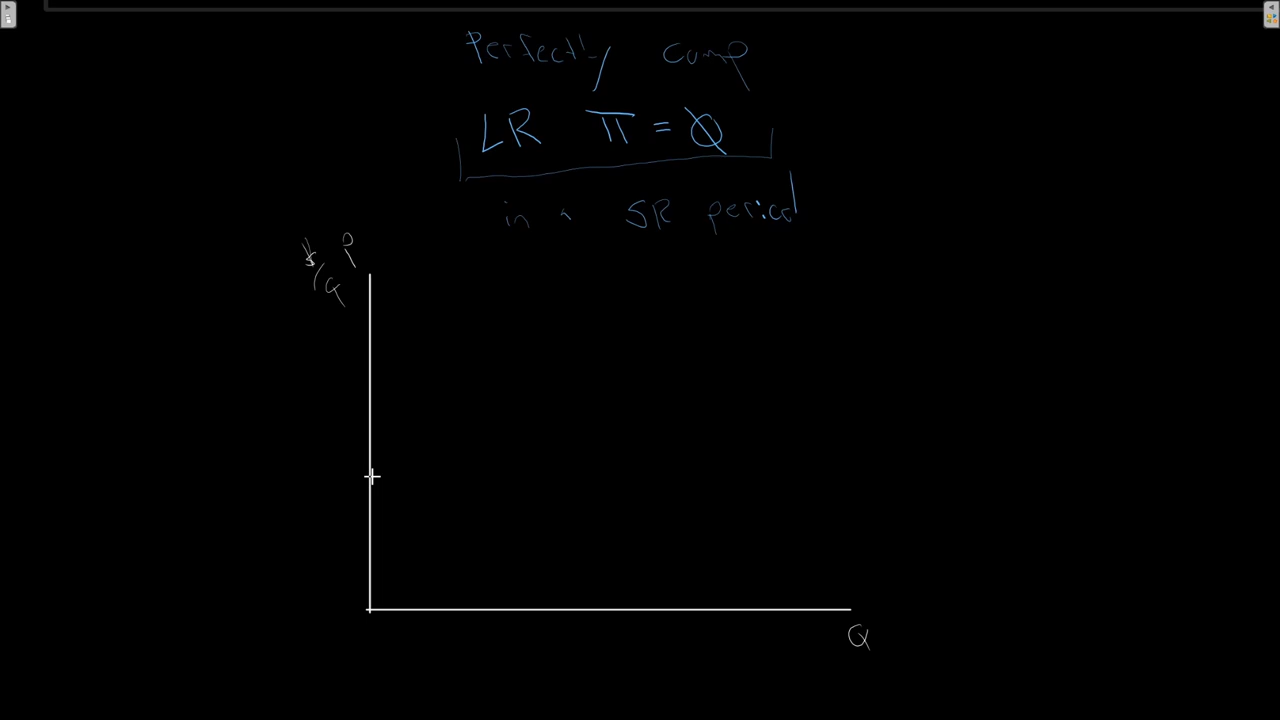 Perfectly comp
LR π = 0
in a SR period
P
$/Q
Q